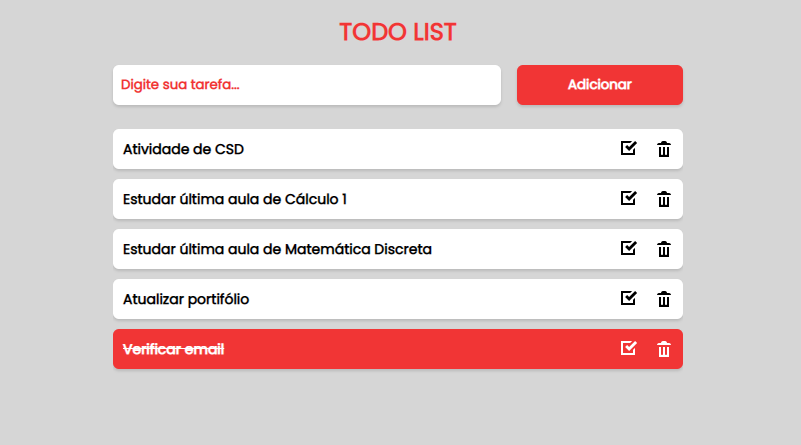 TODO LIST
Digite sua tarefa...
Adicionar
Atividade de CSD
Estudar última aula de Cálculo 1
Estudar última aula de Matemática Discreta
Atualizar portifólio
Verificar email